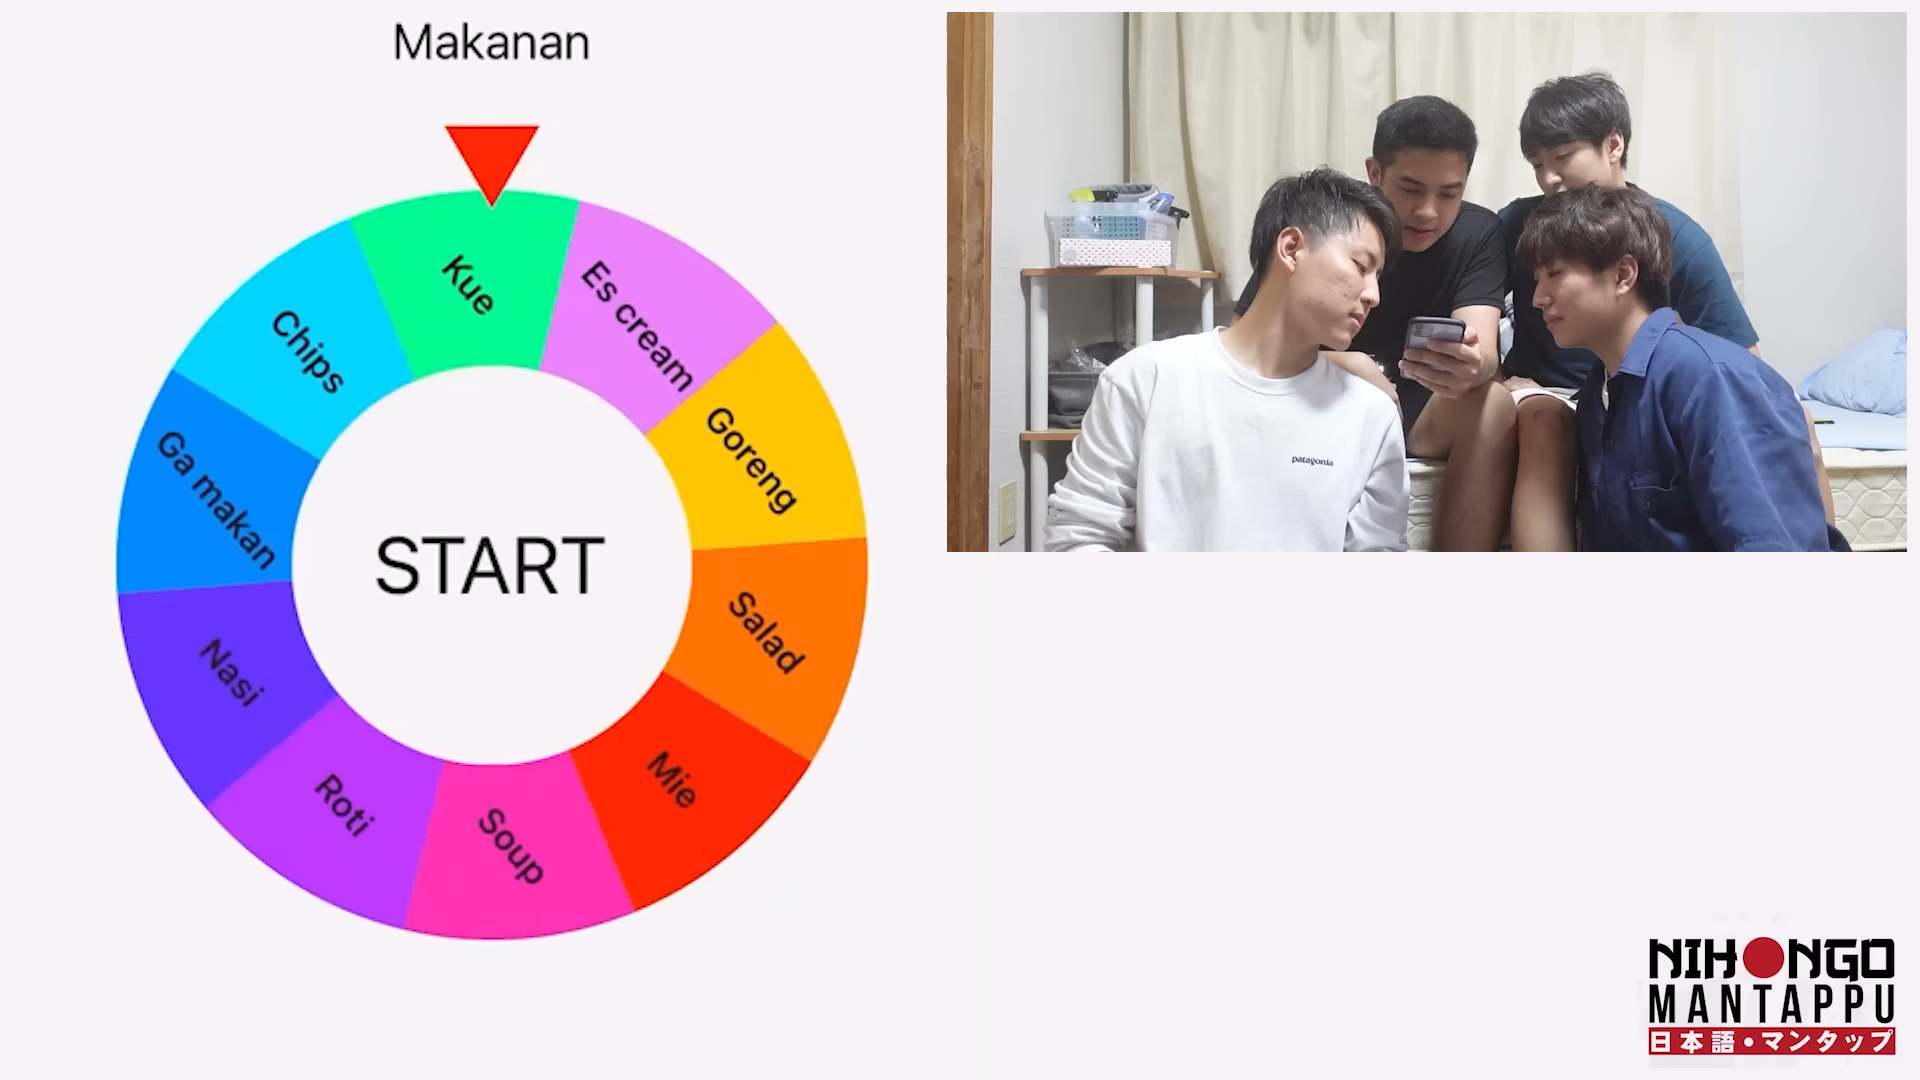 Makanan
Kue
Es cream
Goreng
Salad
Mie
Soup
Roti
Nasi
Ga makan
Chips
START
patagonia
NIHONGO
MANTAPPU
日本語・マンタップ